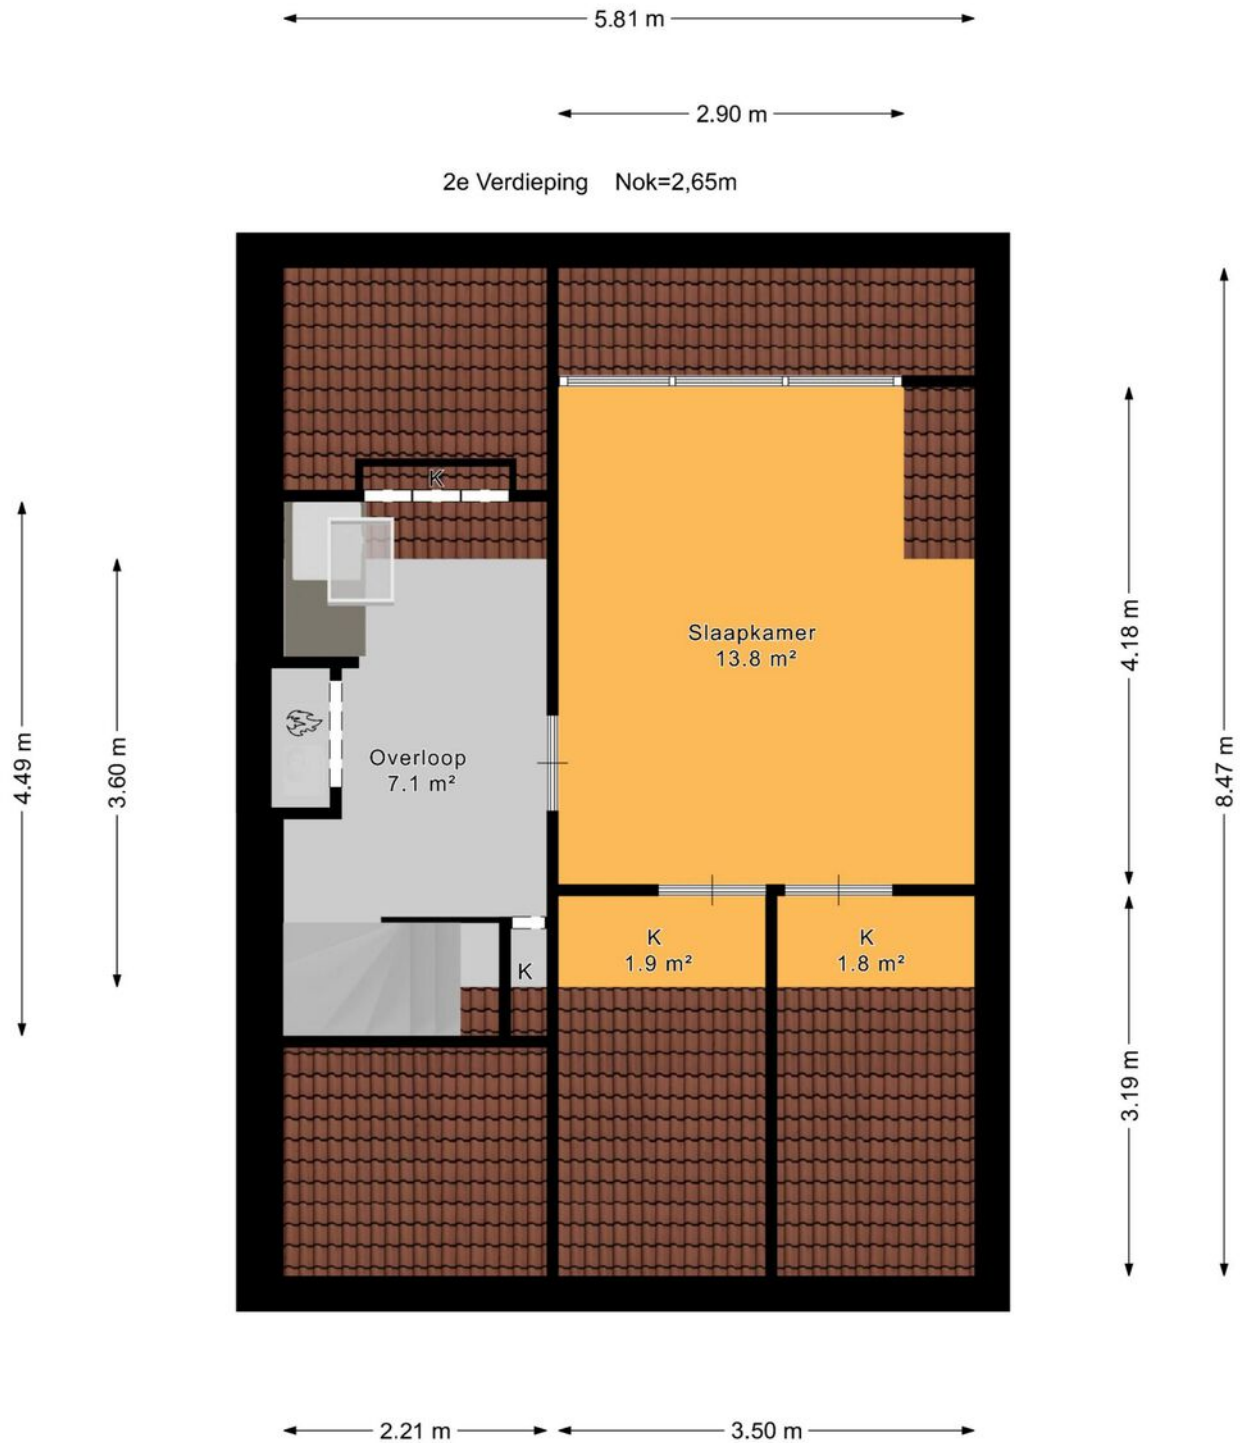 5.81 m
2.90 m
2e Verdieping Nok=2,65m
K
Slaapkamer
13.8 m²
4.18 m
Overloop
7.1 m²
4.49 m
3.60 m
8.47 m
K
1.9 m²
K
1.8 m²
K
3.19 m
2.21 m
3.50 m